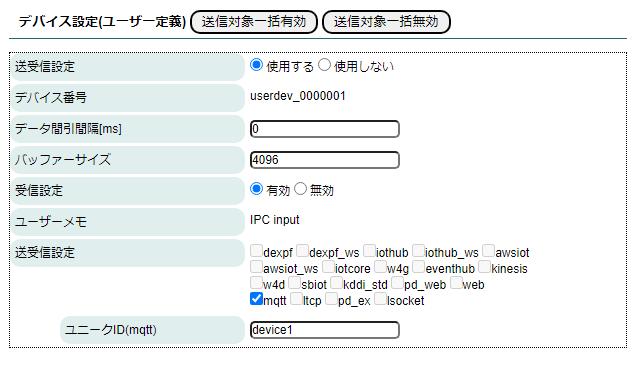 デバイス設定(ユーザー定義) 送信対象一括有効 送信対象一括無効
送受信設定 使用する 使用しない
デバイス番号 userdev_0000001
データ間引間隔[ms] 0
バッファーサイズ 4096
受信設定 有効 無効
ユーザーメモ IPC input
送受信設定 dexpf dexpf_ws iothub iothub_ws awsiot
awsiot_ws iotcore w4g eventhub kinesis
w4d sbiot kddi_std pd_web web
mqtt ltcp pd_ex lsocket
ユニークID(mqtt) device1